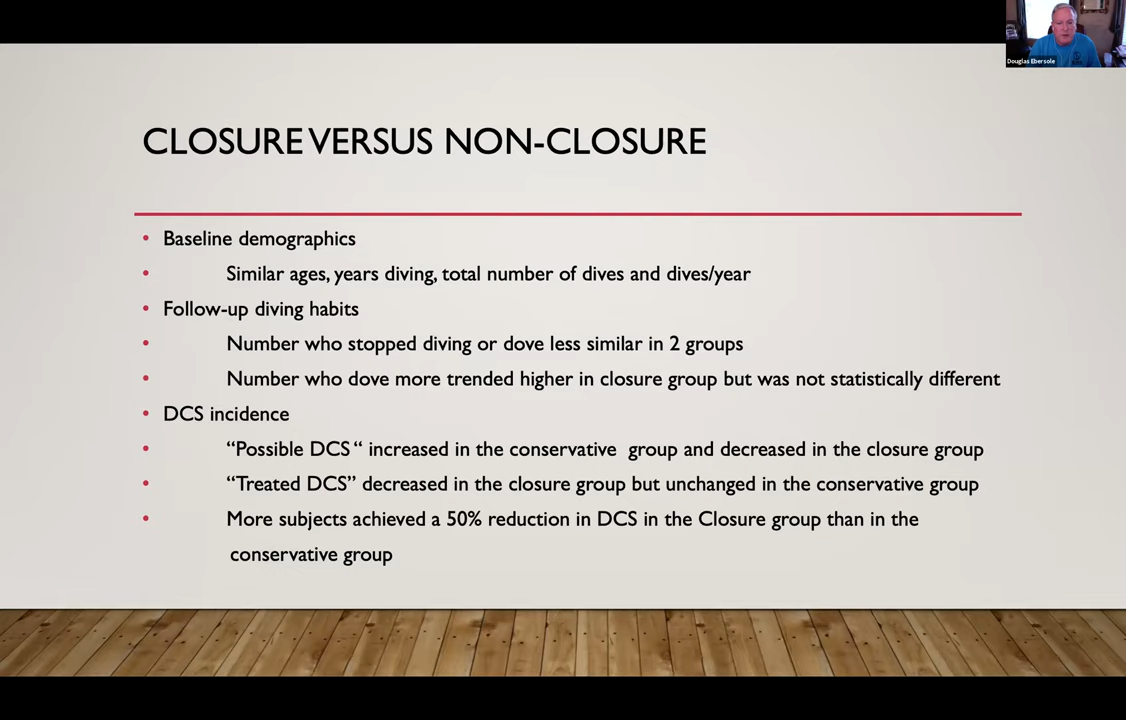 Douglas Ebersole
CLOSURE VERSUS NON-CLOSURE
• Baseline demographics
• Similar ages, years diving, total number of dives and dives/year
• Follow-up diving habits
• Number who stopped diving or dove less similar in 2 groups
• Number who dove more trended higher in closure group but was not statistically different
• DCS incidence
• “Possible DCS “ increased in the conservative  group and decreased in the closure group
• “Treated DCS” decreased in the closure group but unchanged in the conservative group
• More subjects achieved a 50% reduction in DCS in the Closure group than in the
conservative group